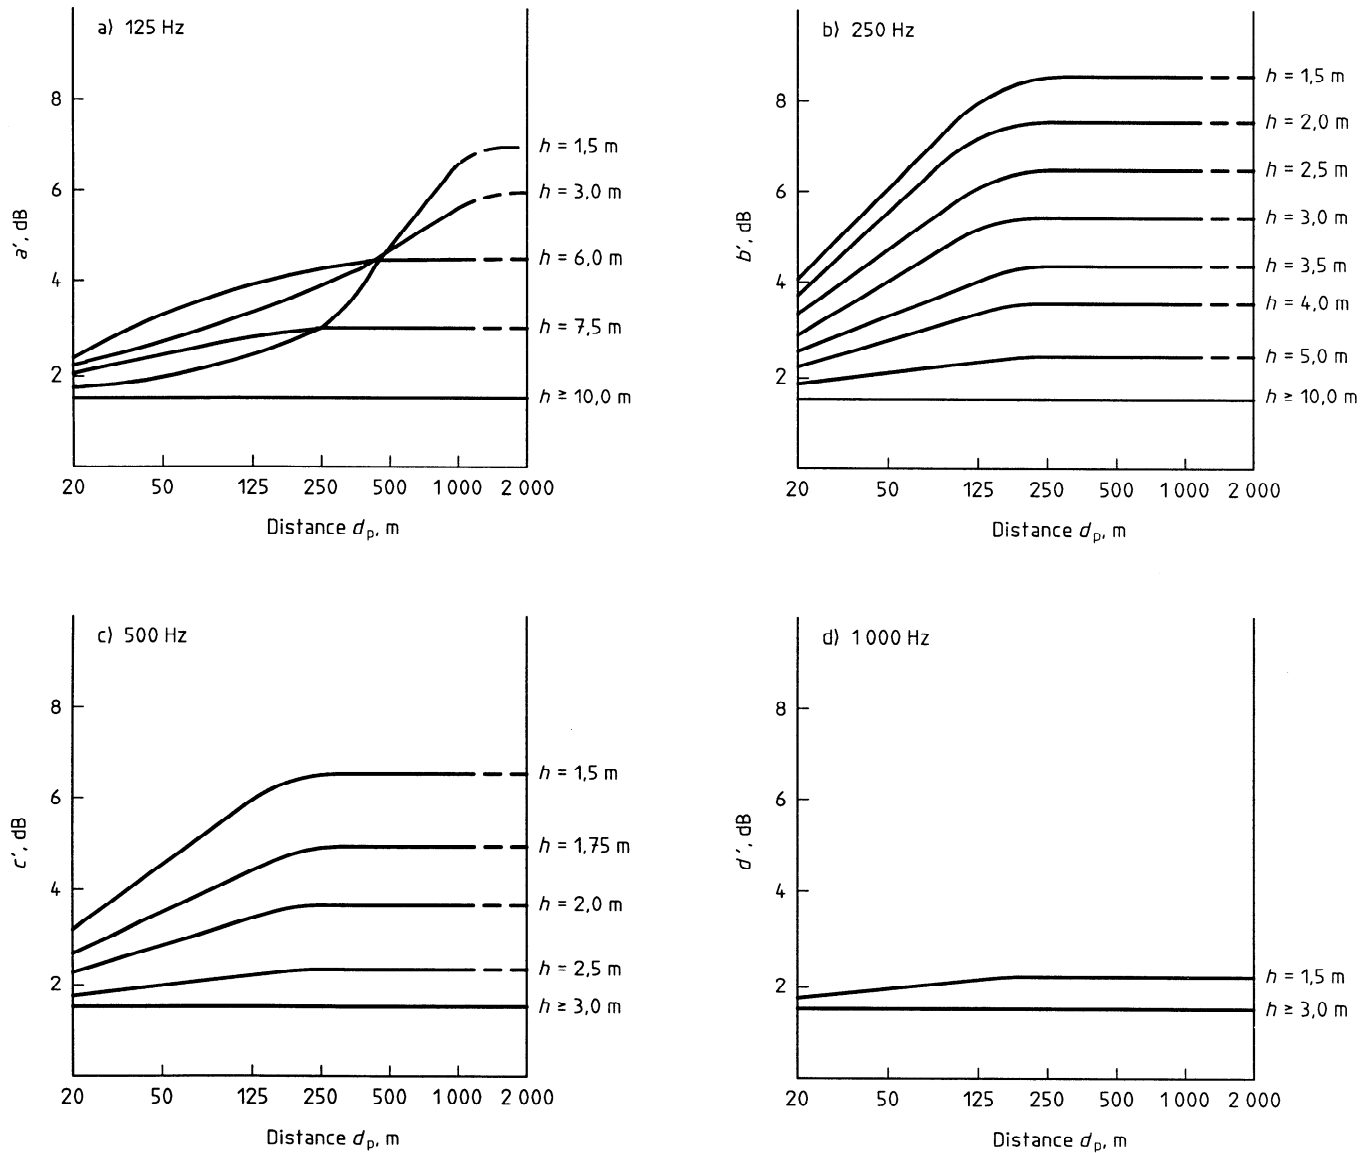 a) 125 Hz
8
6
4
2
a′, dB
h = 1,5 m
h = 3,0 m
h = 6,0 m
h = 7,5 m
h ≥ 10,0 m
20 50 125 250 500 1 000 2 000
Distance dp, m
b) 250 Hz
8
6
4
2
b′, dB
h = 1,5 m
h = 2,0 m
h = 2,5 m
h = 3,0 m
h = 3,5 m
h = 4,0 m
h = 5,0 m
h ≥ 10,0 m
20 50 125 250 500 1 000 2 000
Distance dp, m
c) 500 Hz
8
6
4
2
c′, dB
h = 1,5 m
h = 1,75 m
h = 2,0 m
h = 2,5 m
h ≥ 3,0 m
20 50 125 250 500 1 000 2 000
Distance dp, m
d) 1 000 Hz
8
6
4
2
d′, dB
h = 1,5 m
h ≥ 3,0 m
20 50 125 250 500 1 000 2 000
Distance dp, m